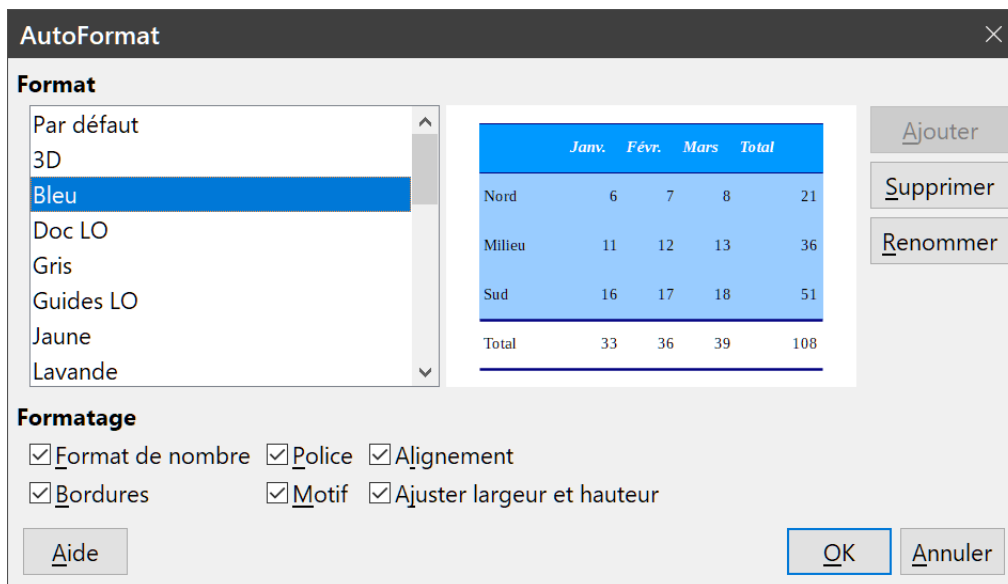 AutoFormat
Format
Par défaut
3D
Bleu
Doc LO
Gris
Guides LO
Jaune
Lavande
Janv. Févr. Mars Total
Nord 6 7 8 21
Milieu 11 12 13 36
Sud 16 17 18 51
Total 33 36 39 108
Ajouter
Supprimer
Renommer
Formatage
Format de nombre Police Alignement
Bordures Motif Ajuster largeur et hauteur
Aide OK Annuler